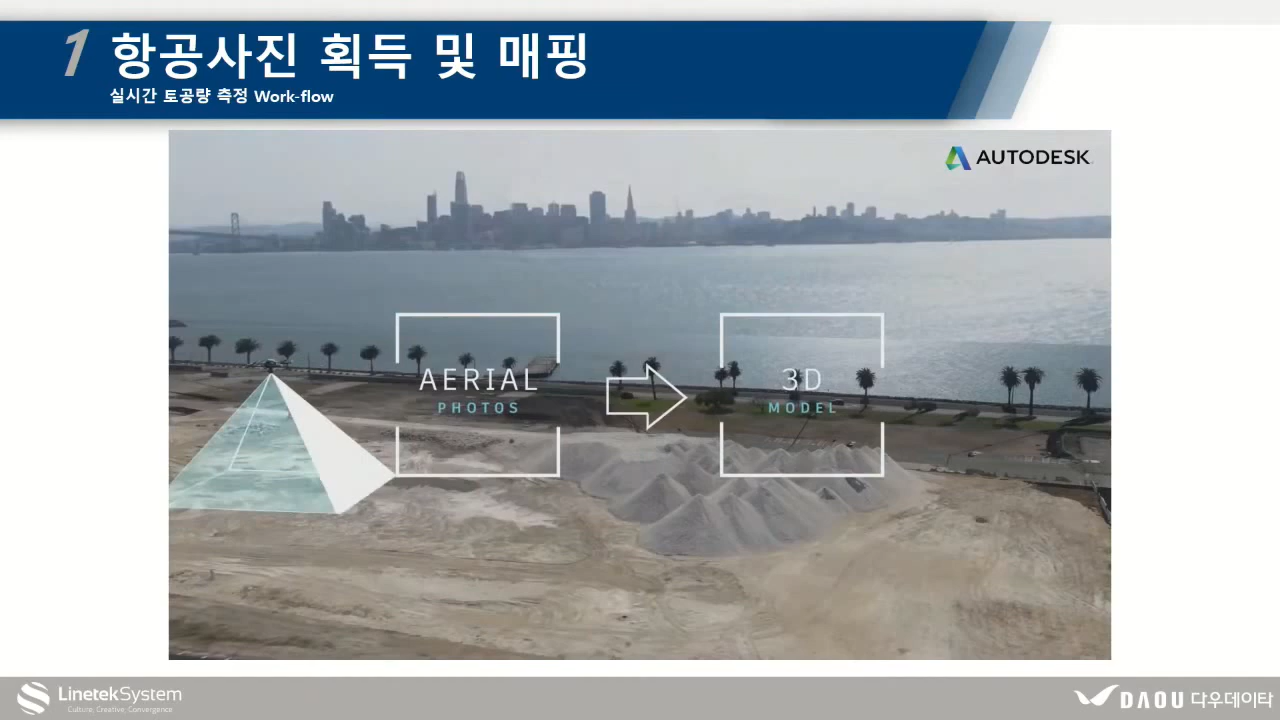 1 항공사진 획득 및 매핑
실시간 토공량 측정 Work-flow
AUTODESK
AERIAL
PHOTOS
3D
MODEL
LinetekSystem
Culture, Creative, Convergence
DAOU 다우데이타